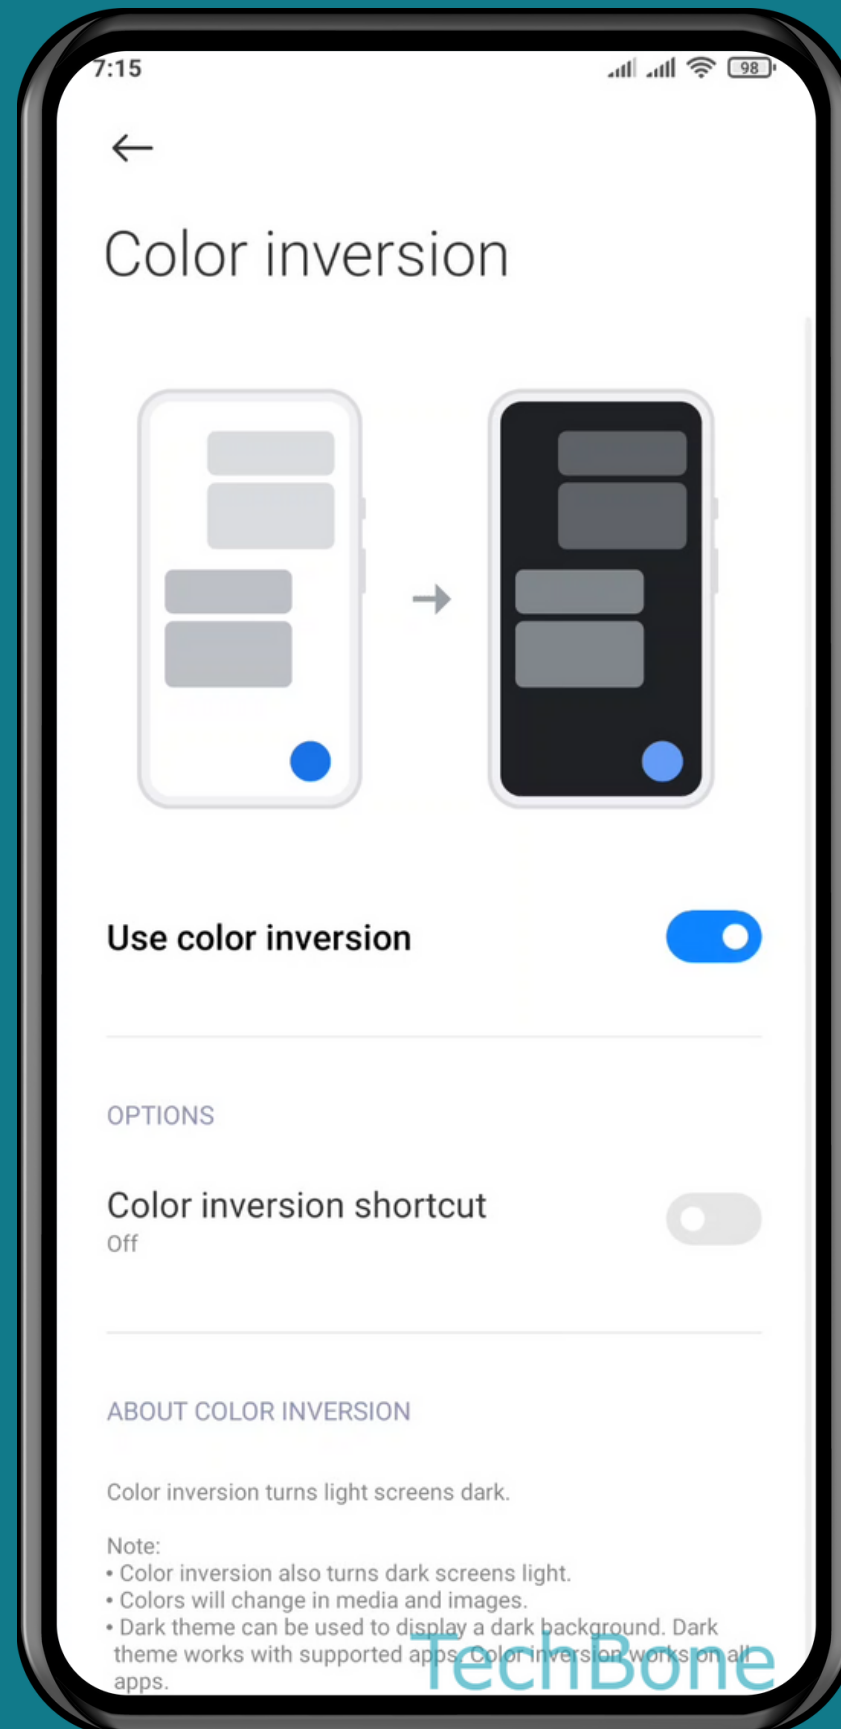 7:15
98
Color inversion
Use color inversion
OPTIONS
Color inversion shortcut
Off
ABOUT COLOR INVERSION
Color inversion turns light screens dark.
Note:
• Color inversion also turns dark screens light.
• Colors will change in media and images.
• Dark theme can be used to display a dark background. Dark
theme works with supported apps. Color inversion works on all
apps.
TechBone